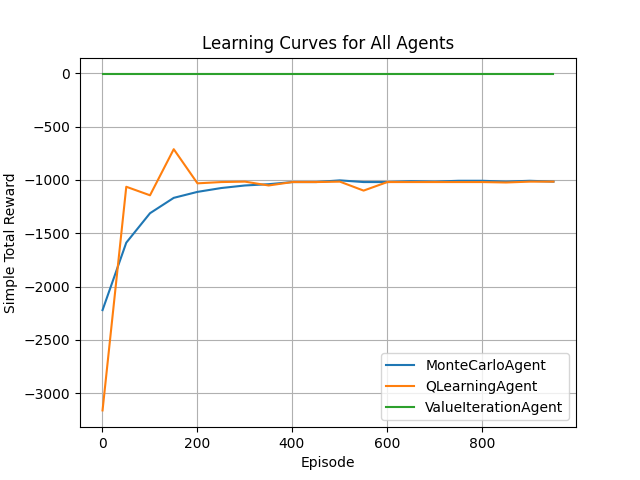 Learning Curves for All Agents
Simple Total Reward
0
−500
−1000
−1500
−2000
−2500
−3000
0
200
400
600
800
Episode
MonteCarloAgent
QLearningAgent
ValueIterationAgent